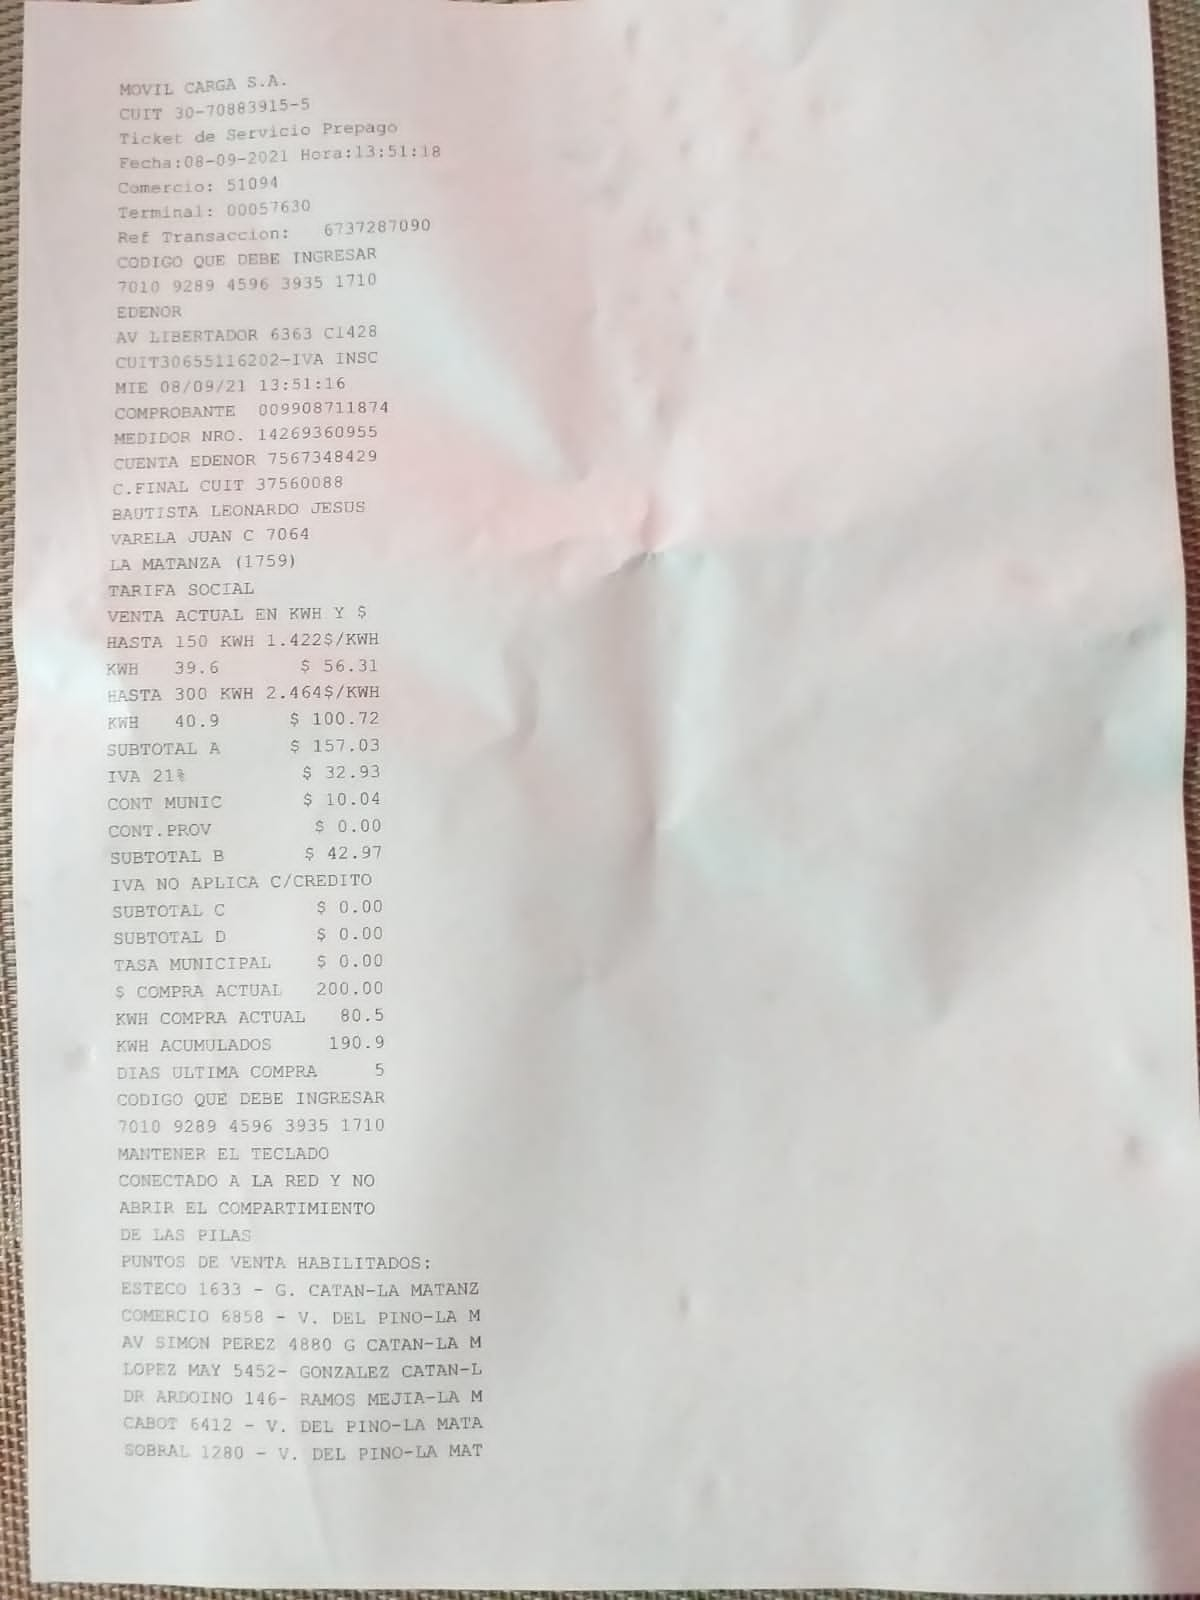 MOVIL CARGA S.A.
CUIT 30-70883915-5
Ticket de Servicio Prepago
Fecha:08-09-2021 Hora:13:51:18
Comercio: 51094
Terminal: 00057630
Ref Transaccion: 6737287090
CODIGO QUE DEBE INGRESAR
7010 9289 4596 3935 1710
EDENOR
AV LIBERTADOR 6363 C1428
CUIT30655116202-IVA INSC
MIE 08/09/21 13:51:16
COMPROBANTE 009908711874
MEDIDOR NRO. 14269360955
CUENTA EDENOR 7567348429
C.FINAL CUIT 37560088
BAUTISTA LEONARDO JESUS
VARELA JUAN C 7064
LA MATANZA (1759)
TARIFA SOCIAL
VENTA ACTUAL EN KWH Y $
HASTA 150 KWH 1.422$/KWH
KWH 39.6 $ 56.31
HASTA 300 KWH 2.464$/KWH
KWH 40.9 $ 100.72
SUBTOTAL A $ 157.03
IVA 21% $ 32.93
CONT MUNIC $ 10.04
CONT.PROV $ 0.00
SUBTOTAL B $ 42.97
IVA NO APLICA C/CREDITO
SUBTOTAL C $ 0.00
SUBTOTAL D $ 0.00
TASA MUNICIPAL $ 0.00
$ COMPRA ACTUAL 200.00
KWH COMPRA ACTUAL 80.5
KWH ACUMULADOS 190.9
DIAS ULTIMA COMPRA 5
CODIGO QUE DEBE INGRESAR
7010 9289 4596 3935 1710
MANTENER EL TECLADO
CONECTADO A LA RED Y NO
ABRIR EL COMPARTIMIENTO
DE LAS PILAS
PUNTOS DE VENTA HABILITADOS:
ESTECO 1633 - G. CATAN-LA MATANZ
COMERCIO 6858 - V. DEL PINO-LA M
AV SIMON PEREZ 4880 G CATAN-LA M
LOPEZ MAY 5452- GONZALEZ CATAN-L
DR ARDOINO 146- RAMOS MEJIA-LA M
CABOT 6412 - V. DEL PINO-LA MATA
SOBRAL 1280 - V. DEL PINO-LA MAT